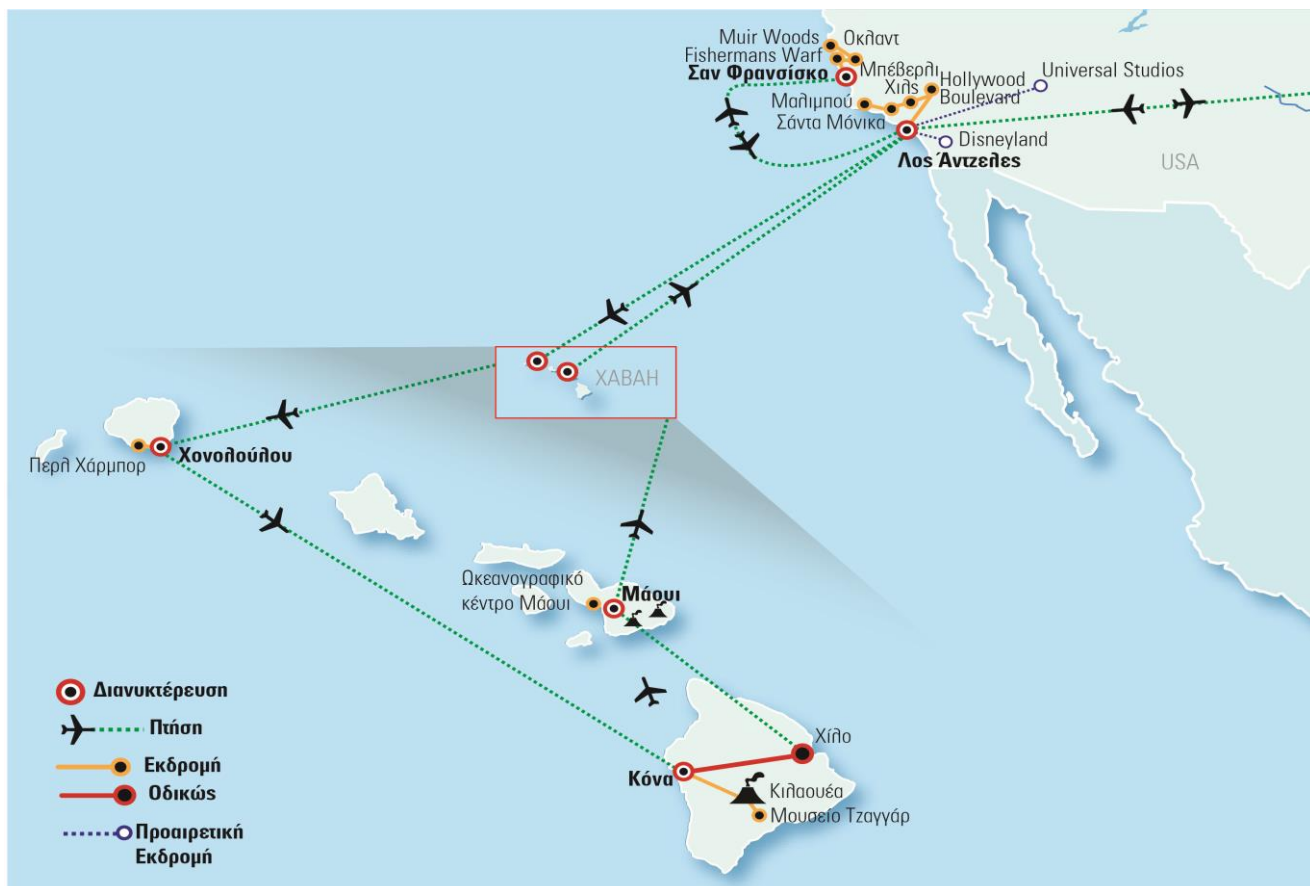 Muir Woods
Οκλαντ
Fishermans Warf
Σαν Φρανσίσκο
Μπέβερλι
Χιλς
Hollywood
Boulevard
Universal Studios
Μαλιμπού
Σάντα Μόνικα
Disneyland
Λος Άντζελες
USA
ΧΑΒΑΗ
Χονολούλου
Περλ Χάρμπορ
Ωκεανογραφικό
κέντρο Μάουι
Μάουι
Χίλο
Κόνα
Κιλαουέα
Μουσείο Τζαγγάρ
Διανυκτέρευση
Πτήση
Εκδρομή
Οδικώς
Προαιρετική
Εκδρομή